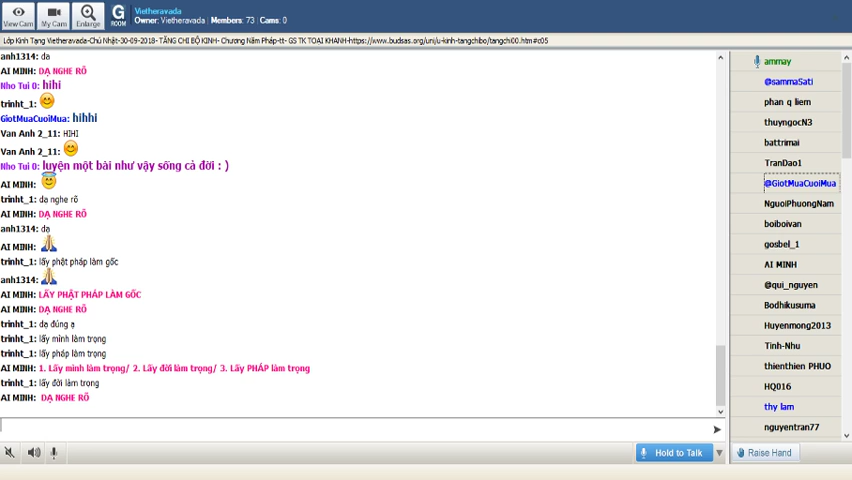 View Cam
My Cam
Enlarge
G
ROOM
Vietheravada
Owner: Vietheravada | Members: 73 | Cams: 0
Lớp Kinh Tạng Vietheravada-Chủ Nhật-30-09-2018- TĂNG CHI BỘ KINH- Chương Năm Pháp-tt- GS TK TOẠI KHANH-https://www.budsas.org/uni/u-kinh-tangchibo/tangchi00.htm#c05
anh1314: da
AI MINH: DẠ NGHE RÕ
Nho Tui 0: hihi
trinht_1:
GiotMuaCuoiMua: hihhi
Van Anh 2_11: HIHI
Van Anh 2_11:
Nho Tui 0: luyện một bài như vậy sống cả đời : )
AI MINH:
trinht_1: da nghe rõ
AI MINH: DẠ NGHE RÕ
anh1314: dạ
AI MINH:
trinht_1: lấy phật pháp làm gốc
anh1314:
AI MINH: LẤY PHẬT PHÁP LÀM GỐC
AI MINH: DẠ NGHE RÕ
trinht_1: dạ đúng ạ
trinht_1: lấy mình làm trọng
trinht_1: lấy pháp làm trọng
AI MINH: 1. Lấy mình làm trọng/ 2. Lấy đời làm trọng/ 3. Lấy PHÁP làm trọng
trinht_1: lấy đời làm trọng
AI MINH: DẠ NGHE RÕ
Hold to Talk
ammay
@sammaSati
phan q liem
thuyngocN3
battrimai
TranDao1
@GiotMuaCuoiMua
NguoiPhuongNam
boiboivan
gosbel_1
AI MINH
@qui_nguyen
Bodhikusuma
Huyenmong2013
Tinh-Nhu
thienthien PHUO
HQ016
thy lam
nguyentran77
Raise Hand